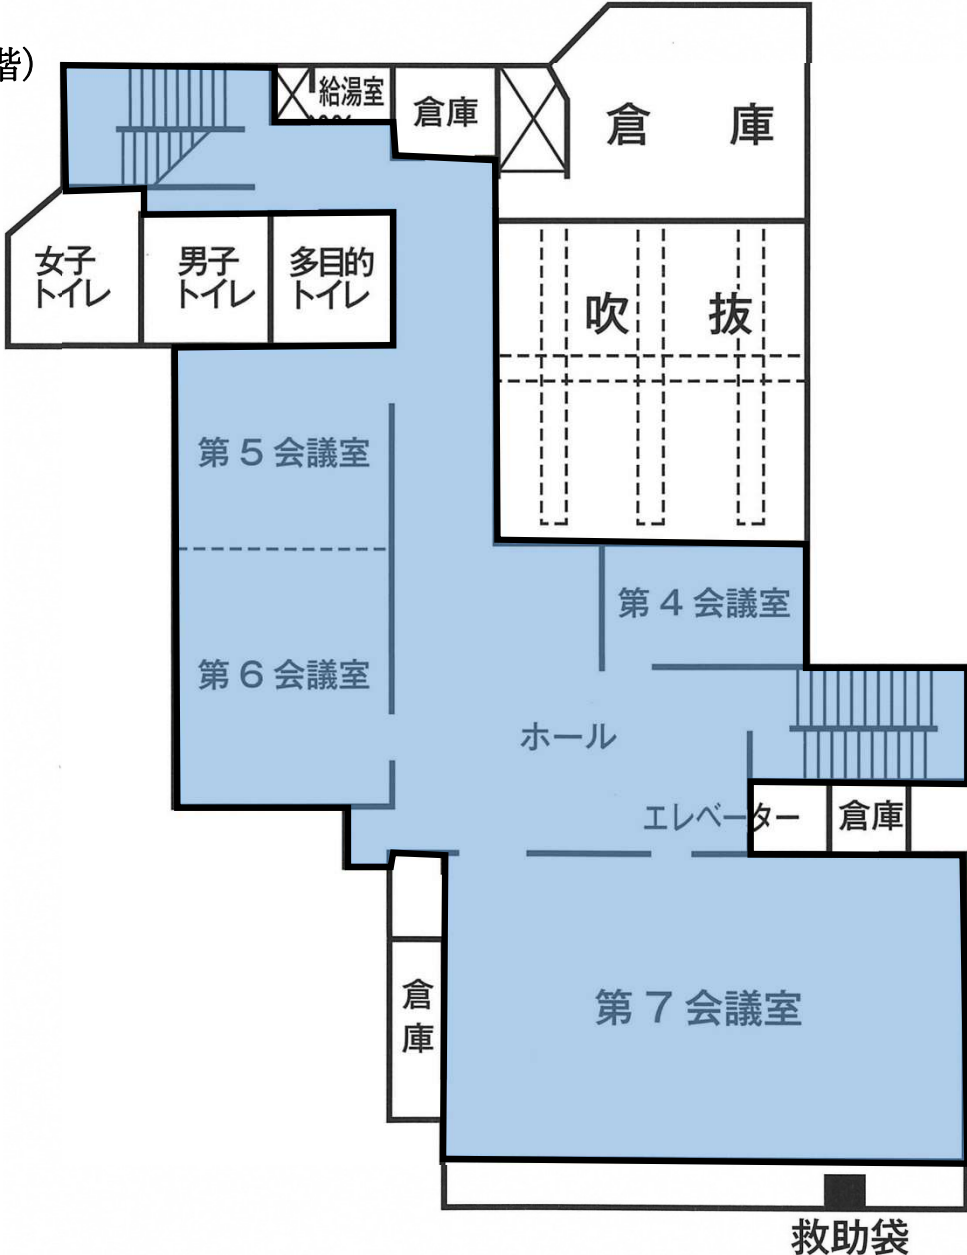 階）
給湯室
倉庫
倉　庫
女子
トイレ
男子
トイレ
多目的
トイレ
吹　抜
第５会議室
第４会議室
第６会議室
ホール
エレベーター
倉庫
倉
庫
第７会議室
救助袋